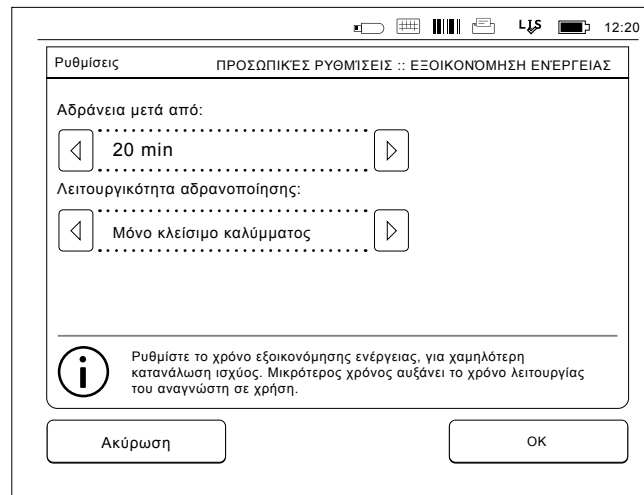 LIS 12:20
Ρυθμίσεις ΠΡΟΣΩΠΙΚΈΣ ΡΥΘΜΊΣΕΙΣ :: ΕΞΟΙΚΟΝΌΜΗΣΗ ΕΝΈΡΓΕΙΑΣ
Αδράνεια μετά από:
20 min
Λειτουργικότητα αδρανοποίησης:
Μόνο κλείσιμο καλύμματος
Ρυθμίστε το χρόνο εξοικονόμησης ενέργειας, για χαμηλότερη
κατανάλωση ισχύος. Μικρότερος χρόνος αυξάνει το χρόνο λειτουργίας
του αναγνώστη σε χρήση.
Ακύρωση OK